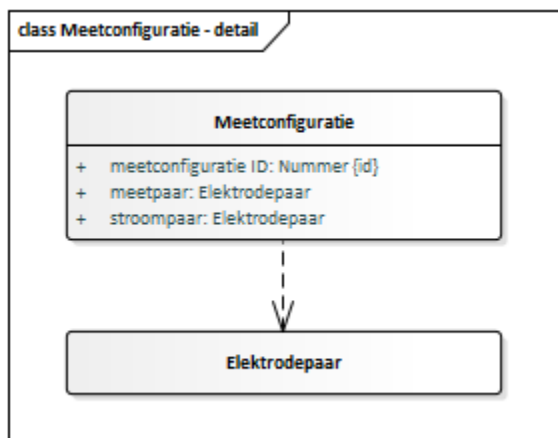 class Meetconfiguratie - detail
Meetconfiguratie
+ meetconfiguratie ID: Nummer {id}
+ meetpaar: Elektrodepaar
+ stroompaar: Elektrodepaar
Elektrodepaar